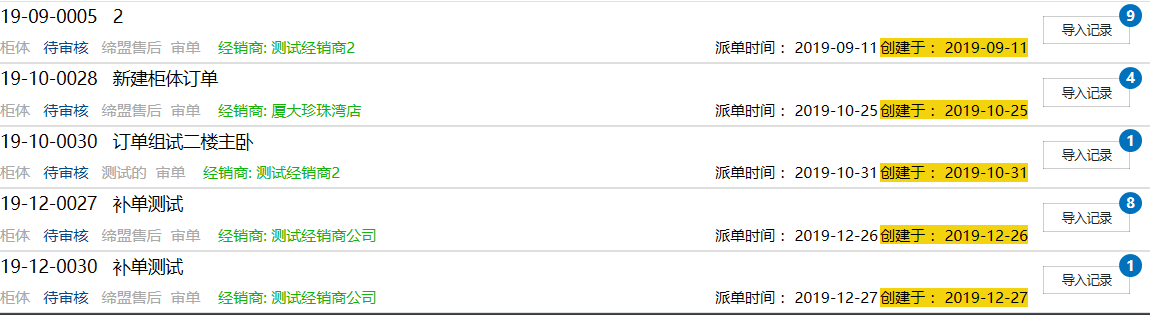 19-09-0005 2
9
导入记录
柜体 待审核 缔盟售后 审单 经销商: 测试经销商2 派单时间： 2019-09-11 创建于： 2019-09-11
19-10-0028 新建柜体订单
4
导入记录
柜体 待审核 缔盟售后 审单 经销商: 厦大珍珠湾店 派单时间： 2019-10-25 创建于： 2019-10-25
19-10-0030 订单组试二楼主卧
1
导入记录
柜体 待审核 测试的 审单 经销商: 测试经销商2 派单时间： 2019-10-31 创建于： 2019-10-31
19-12-0027 补单测试
8
导入记录
柜体 待审核 缔盟售后 审单 经销商: 测试经销商公司 派单时间： 2019-12-26 创建于： 2019-12-26
19-12-0030 补单测试
1
导入记录
柜体 待审核 缔盟售后 审单 经销商: 测试经销商公司 派单时间： 2019-12-27 创建于： 2019-12-27